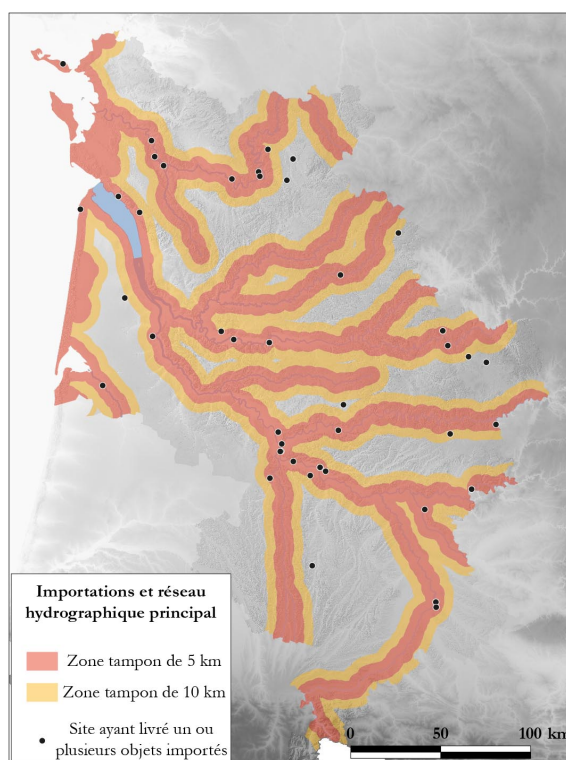 Importations et réseau
hydrographique principal
Zone tampon de 5 km
Zone tampon de 10 km
Site ayant livré un ou
plusieurs objets importés
0 50 100 km